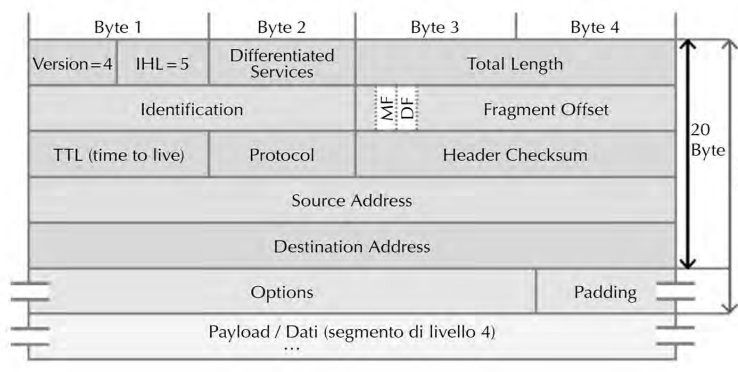 Byte 1 Byte 2 Byte 3 Byte 4
Version=4 IHL=5 Differentiated Services Total Length
Identification MF DF Fragment Offset
TTL (time to live) Protocol Header Checksum
Source Address
Destination Address
20 Byte
Options Padding
Payload / Dati (segmento di livello 4)
...